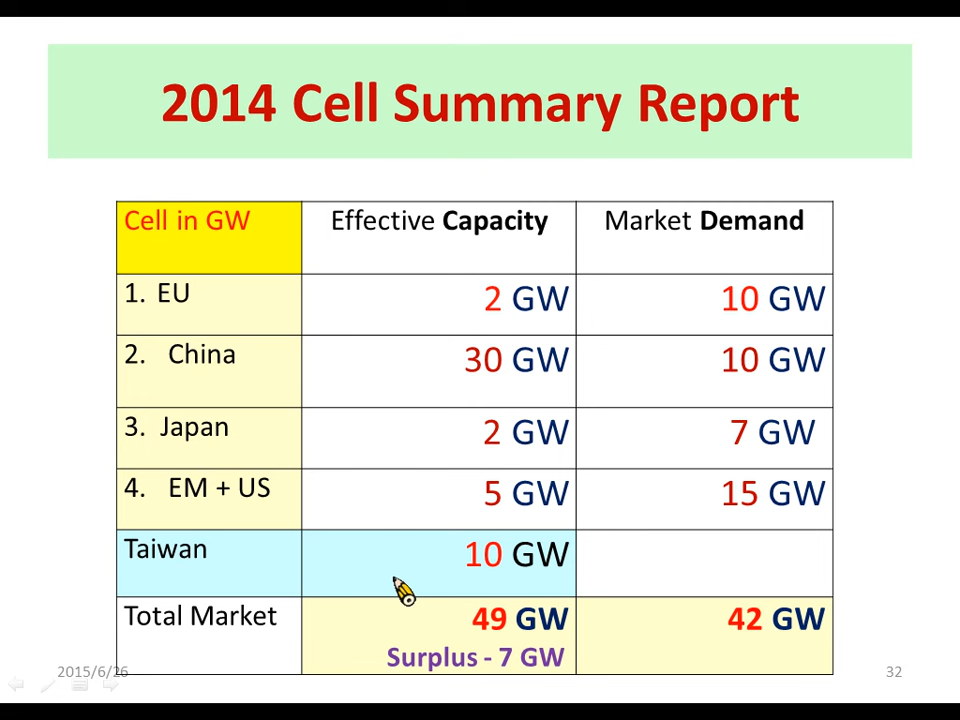 2014 Cell Summary Report
Cell in GW Effective Capacity Market Demand
1. EU 2 GW 10 GW
2. China 30 GW 10 GW
3. Japan 2 GW 7 GW
4. EM + US 5 GW 15 GW
Taiwan 10 GW
Total Market 49 GW 42 GW
Surplus - 7 GW
2015/6/26 32